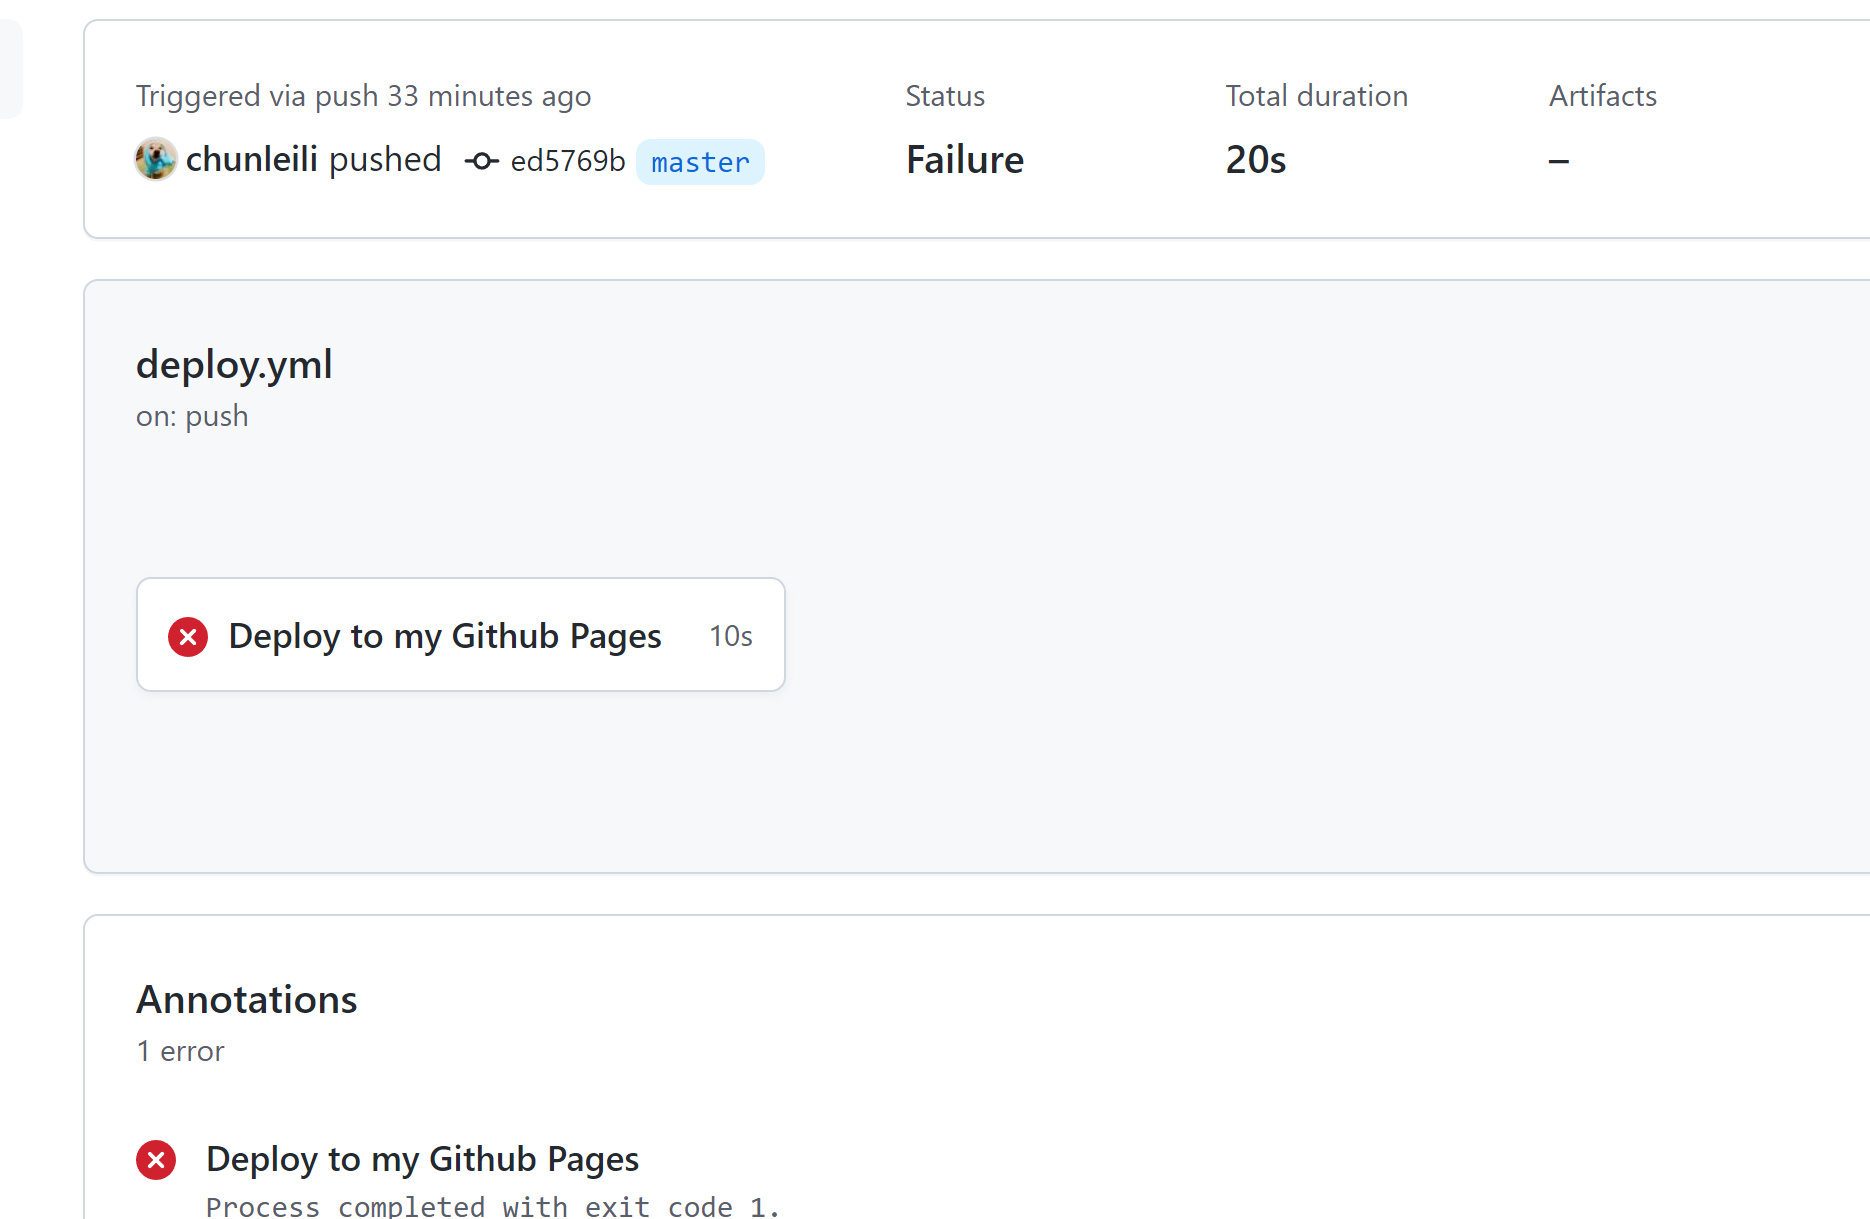 Triggered via push 33 minutes ago
chunleili pushed ed5769b master
Status
Failure
Total duration
20s
Artifacts
–
deploy.yml
on: push
Deploy to my Github Pages 10s
Annotations
1 error
Deploy to my Github Pages
Process completed with exit code 1.